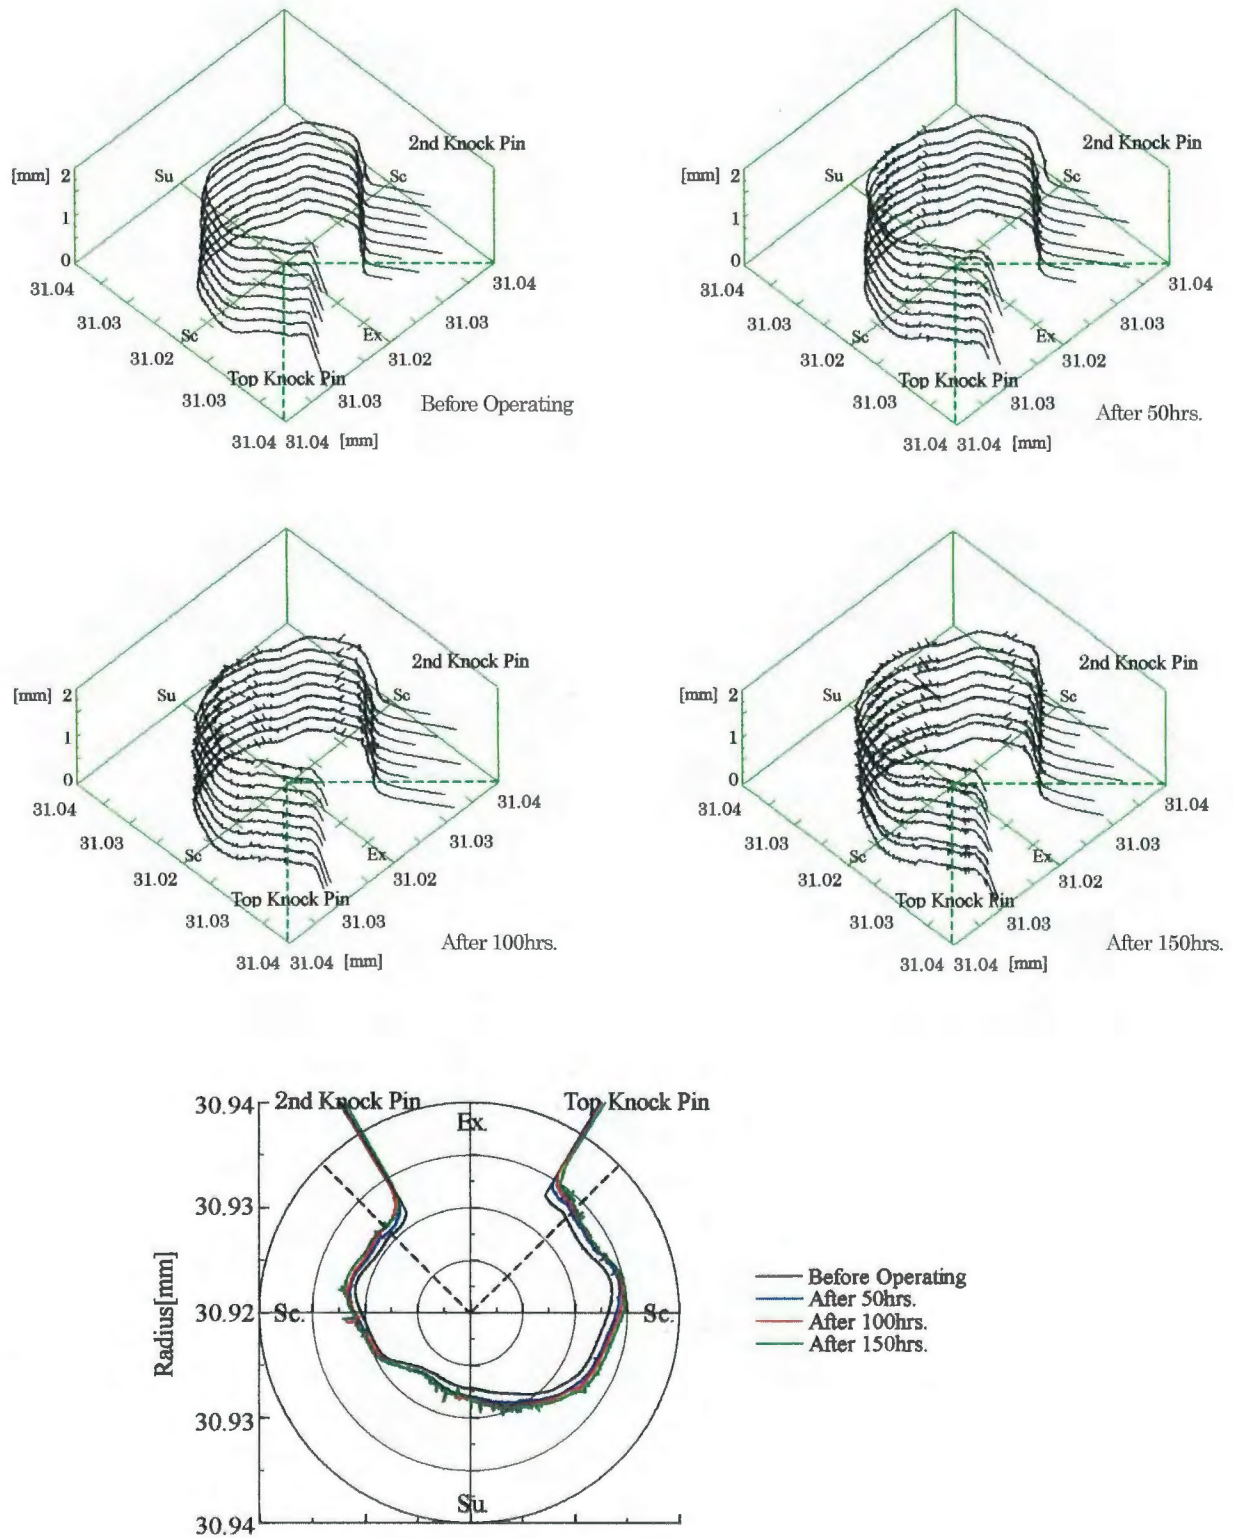 2nd Knock Pin
[mm] 2
Su
Sc
1
0
31.04
31.04
31.03
31.03
Sc
Ex
31.02
31.02
Top Knock Pin
31.03
31.03
Before Operating
31.04 31.04 [mm]
2nd Knock Pin
[mm] 2
Su
Sc
1
0
31.04
31.04
31.03
31.03
Sc
Ex
31.02
31.02
Top Knock Pin
31.03
31.03
After 50hrs.
31.04 31.04 [mm]
2nd Knock Pin
[mm] 2
Su
Sc
1
0
31.04
31.04
31.03
31.03
Sc
Ex
31.02
31.02
Top Knock Pin
31.03
31.03
After 100hrs.
31.04 31.04 [mm]
2nd Knock Pin
[mm] 2
Su
Sc
1
0
31.04
31.04
31.03
31.03
Sc
Ex
31.02
31.02
Top Knock Pin
31.03
31.03
After 150hrs.
31.04 31.04 [mm]
30.94
2nd Knock Pin
Top Knock Pin
Ex.
30.93
Radius[mm]
30.92
Sc.
Sc.
30.93
Su.
30.94
Before Operating
After 50hrs.
After 100hrs.
After 150hrs.